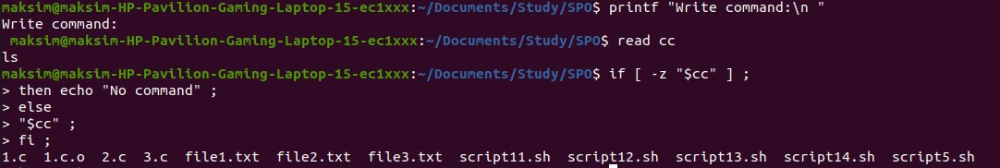 maksim@maksim-HP-Pavilion-Gaming-Laptop-15-ec1xxx:~/Documents/Study/SPO$ printf "Write command:\n "
Write command:
 maksim@maksim-HP-Pavilion-Gaming-Laptop-15-ec1xxx:~/Documents/Study/SPO$ read cc
ls
maksim@maksim-HP-Pavilion-Gaming-Laptop-15-ec1xxx:~/Documents/Study/SPO$ if [ -z "$cc" ] ;
> then echo "No command" ;
> else
> "$cc" ;
> fi ;
1.c  1.c.o  2.c  3.c  file1.txt  file2.txt  file3.txt  script11.sh  script12.sh  script13.sh  script14.sh  script5.sh